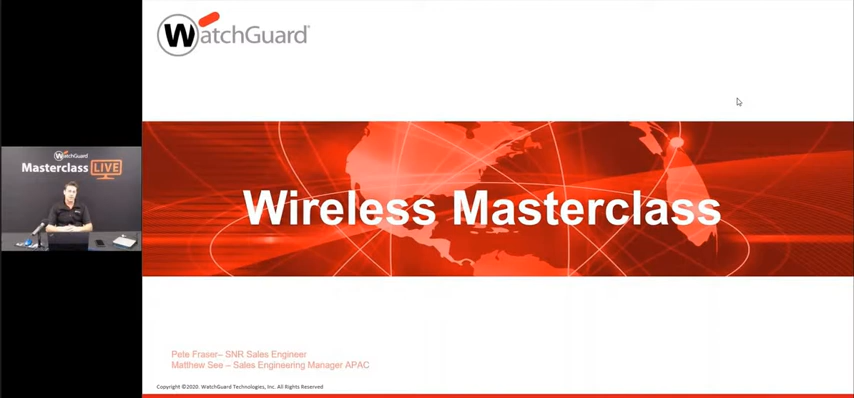 WatchGuard
WatchGuard
Masterclass LIVE
Wireless Masterclass
Pete Fraser– SNR Sales Engineer
Matthew See – Sales Engineering Manager APAC
Copyright ©2020. WatchGuard Technologies, Inc. All Rights Reserved